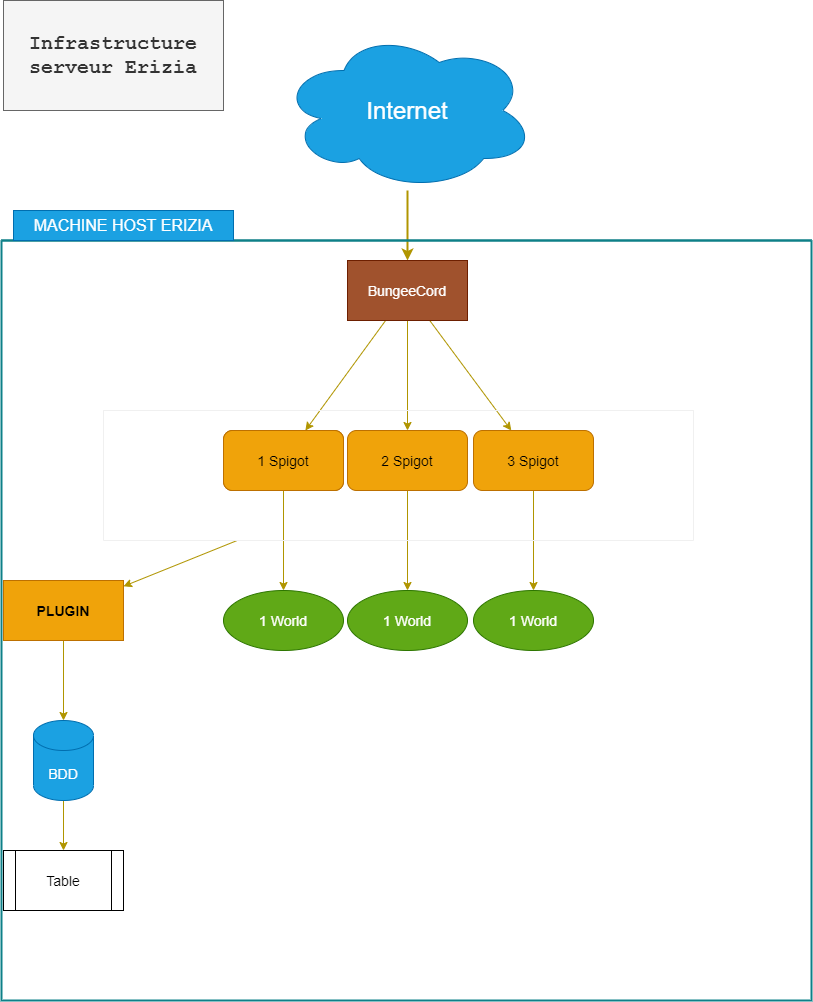 Infrastructure
serveur Erizia
Internet
MACHINE HOST ERIZIA
BungeeCord
1 Spigot
2 Spigot
3 Spigot
PLUGIN
1 World
1 World
1 World
BDD
Table